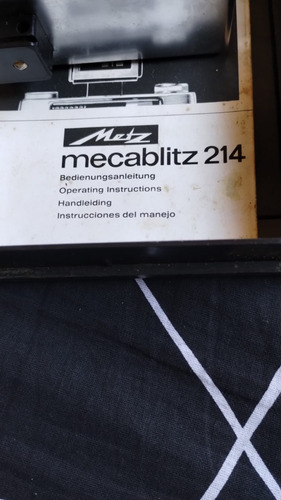 Metz
mecablitz 214
Bedienungsanleitung
Operating Instructions
Handleiding
Instrucciones del manejo